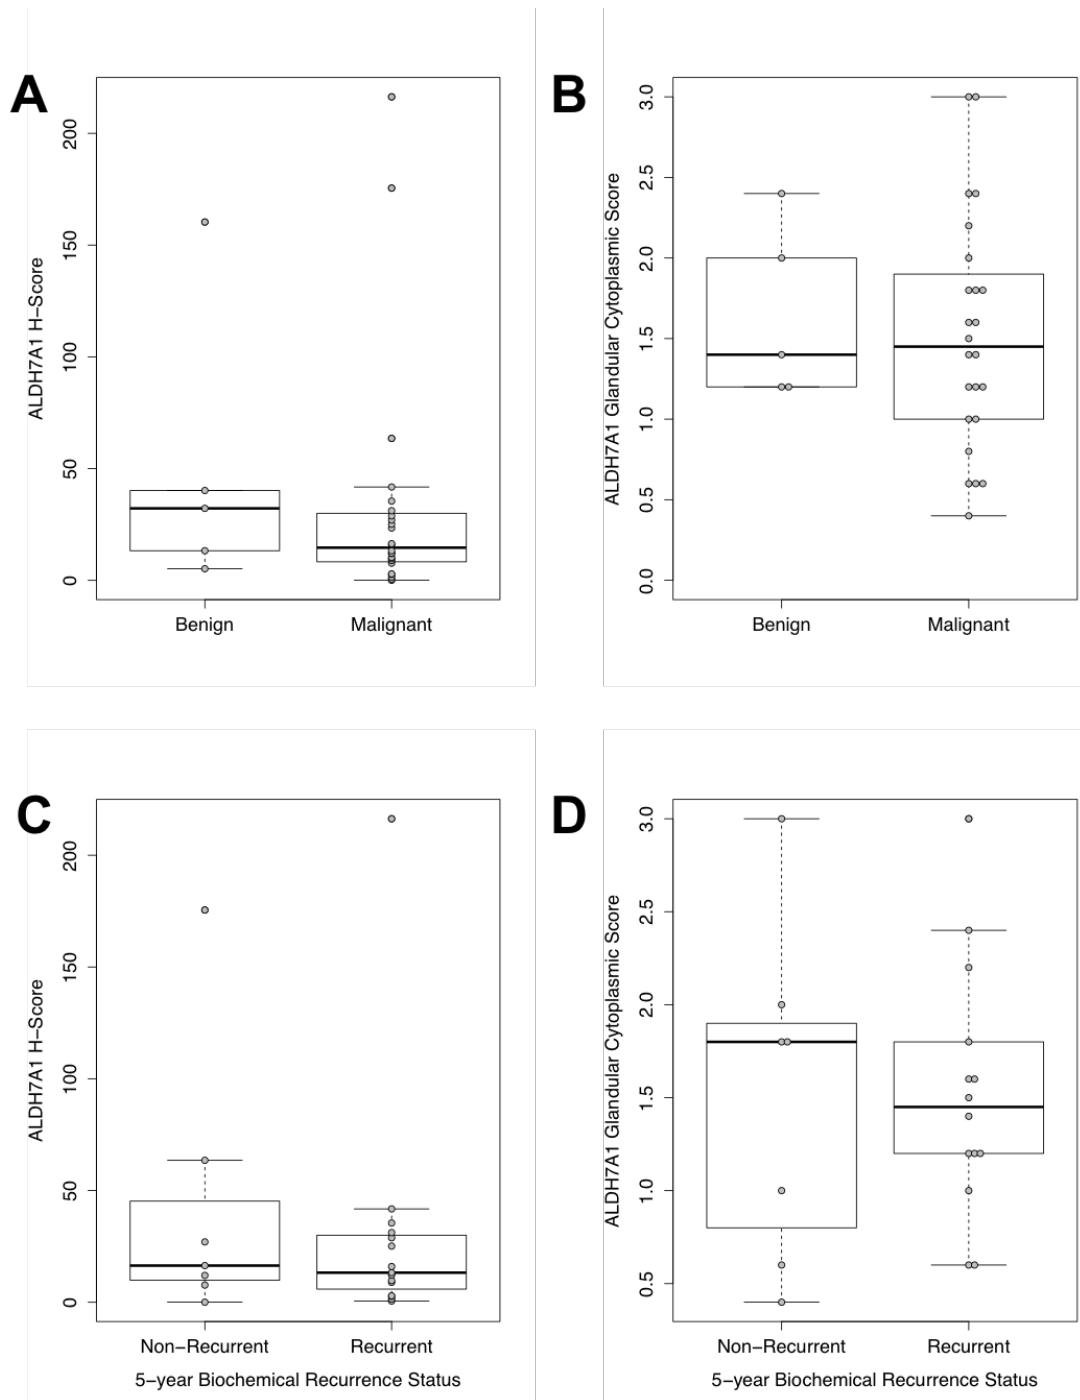 A
ALDH7A1 H−Score
200
150
100
50
0
Benign
Malignant
B
ALDH7A1 Glandular Cytoplasmic Score
3.0
2.5
2.0
1.5
1.0
0.5
0.0
Benign
Malignant
C
ALDH7A1 H−Score
200
150
100
50
0
Non−Recurrent
Recurrent
5−year Biochemical Recurrence Status
D
ALDH7A1 Glandular Cytoplasmic Score
3.0
2.5
2.0
1.5
1.0
0.5
Non−Recurrent
Recurrent
5−year Biochemical Recurrence Status